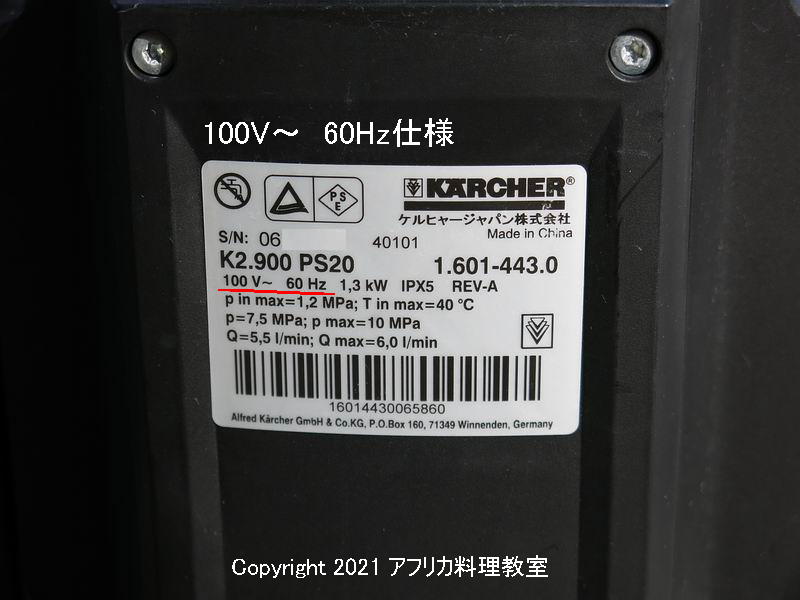 100V～ 60Hz仕様
PS
E
KÄRCHER®
ケルヒャージャパン株式会社
Made in China
S/N: 06 40101
K2.900 PS20 1.601-443.0
100 V~ 60 Hz 1,3 kW IPX5 REV-A
p in max=1,2 MPa; T in max=40 °C
p=7,5 MPa; p max=10 MPa
Q=5,5 l/min; Q max=6,0 l/min
16014430065860
Alfred Kärcher GmbH & Co.KG, P.O.Box 160, 71349 Winnenden, Germany
Copyright 2021 アフリカ料理教室